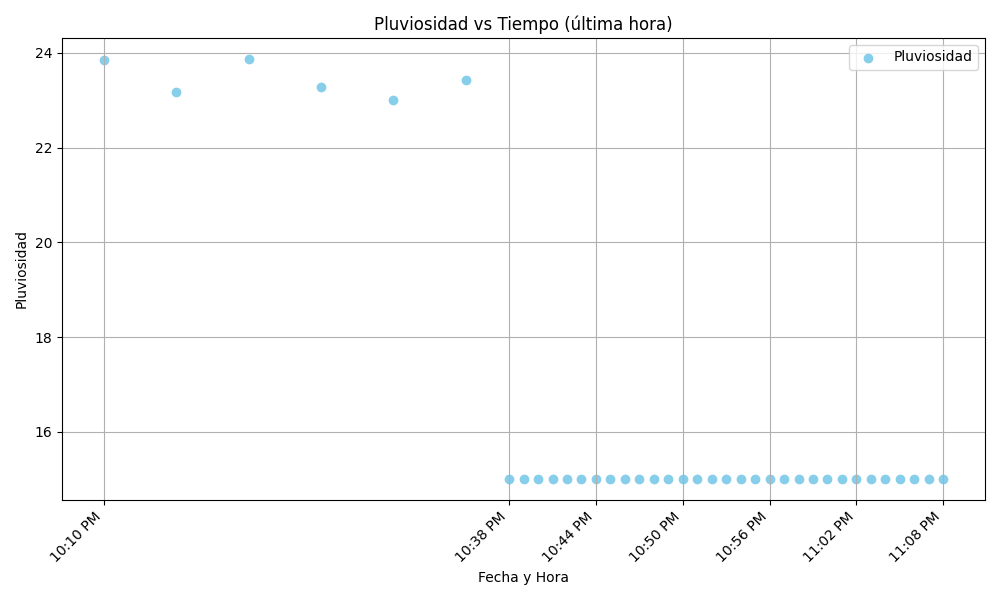 Pluviosidad vs Tiempo (última hora)
Pluviosidad
24
22
20
18
16
Pluviosidad
10:10 PM
10:38 PM
10:44 PM
10:50 PM
10:56 PM
11:02 PM
11:08 PM
Fecha y Hora